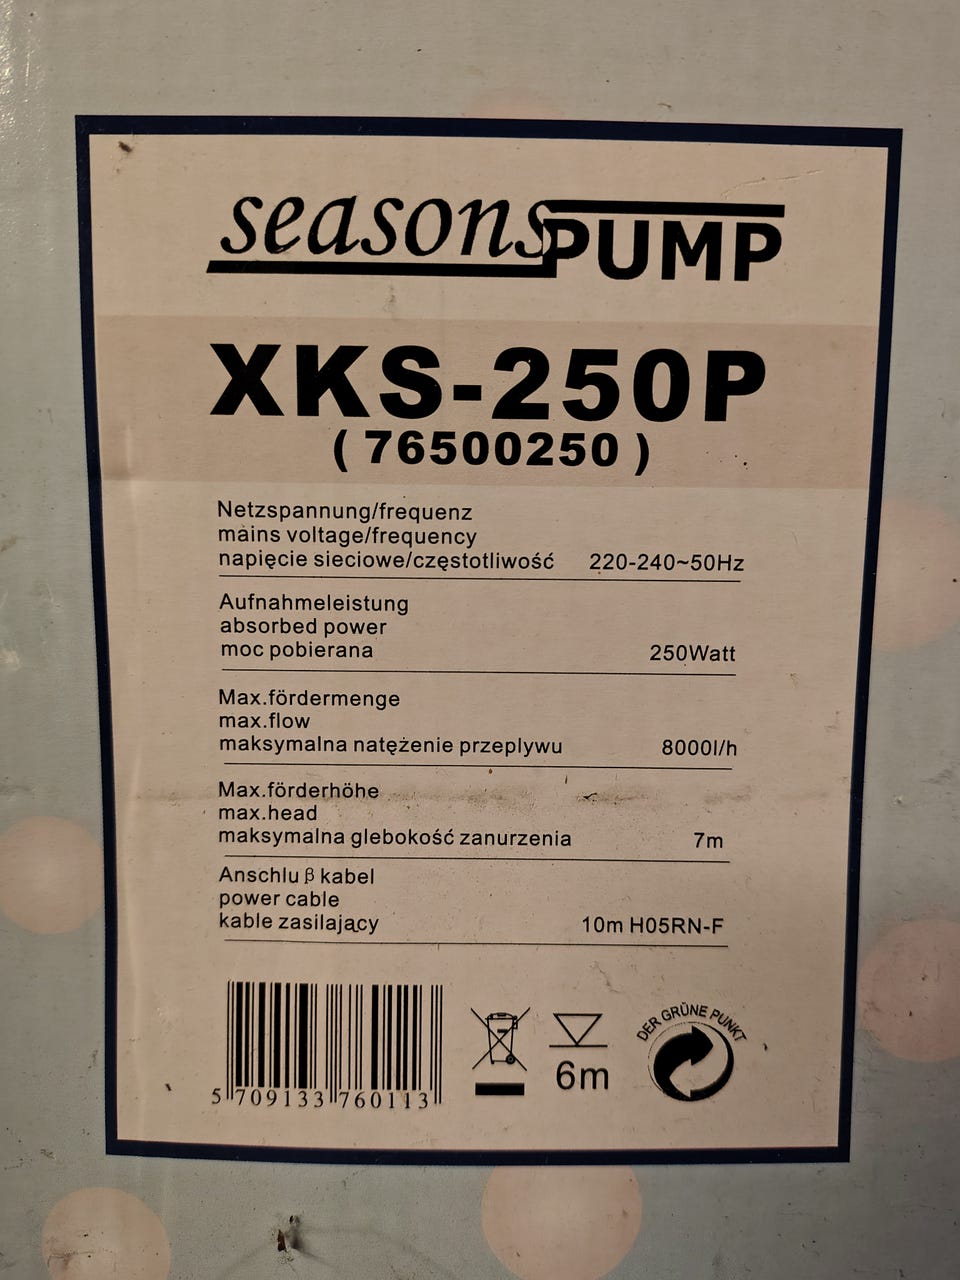 seasons PUMP
XKS-250P
( 76500250 )
Netzspannung/frequenz
mains voltage/frequency
napięcie sieciowe/częstotliwość 220-240~50Hz
Aufnahmeleistung
absorbed power
moc pobierana 250Watt
Max.fördermenge
max.flow
maksymalna natężenie przeplywu 8000l/h
Max.förderhöhe
max.head
maksymalna glebokość zanurzenia 7m
Anschlu β kabel
power cable
kable zasilający 10m H05RN-F
DER GRÜNE PUNKT
6m
5 709133 760113